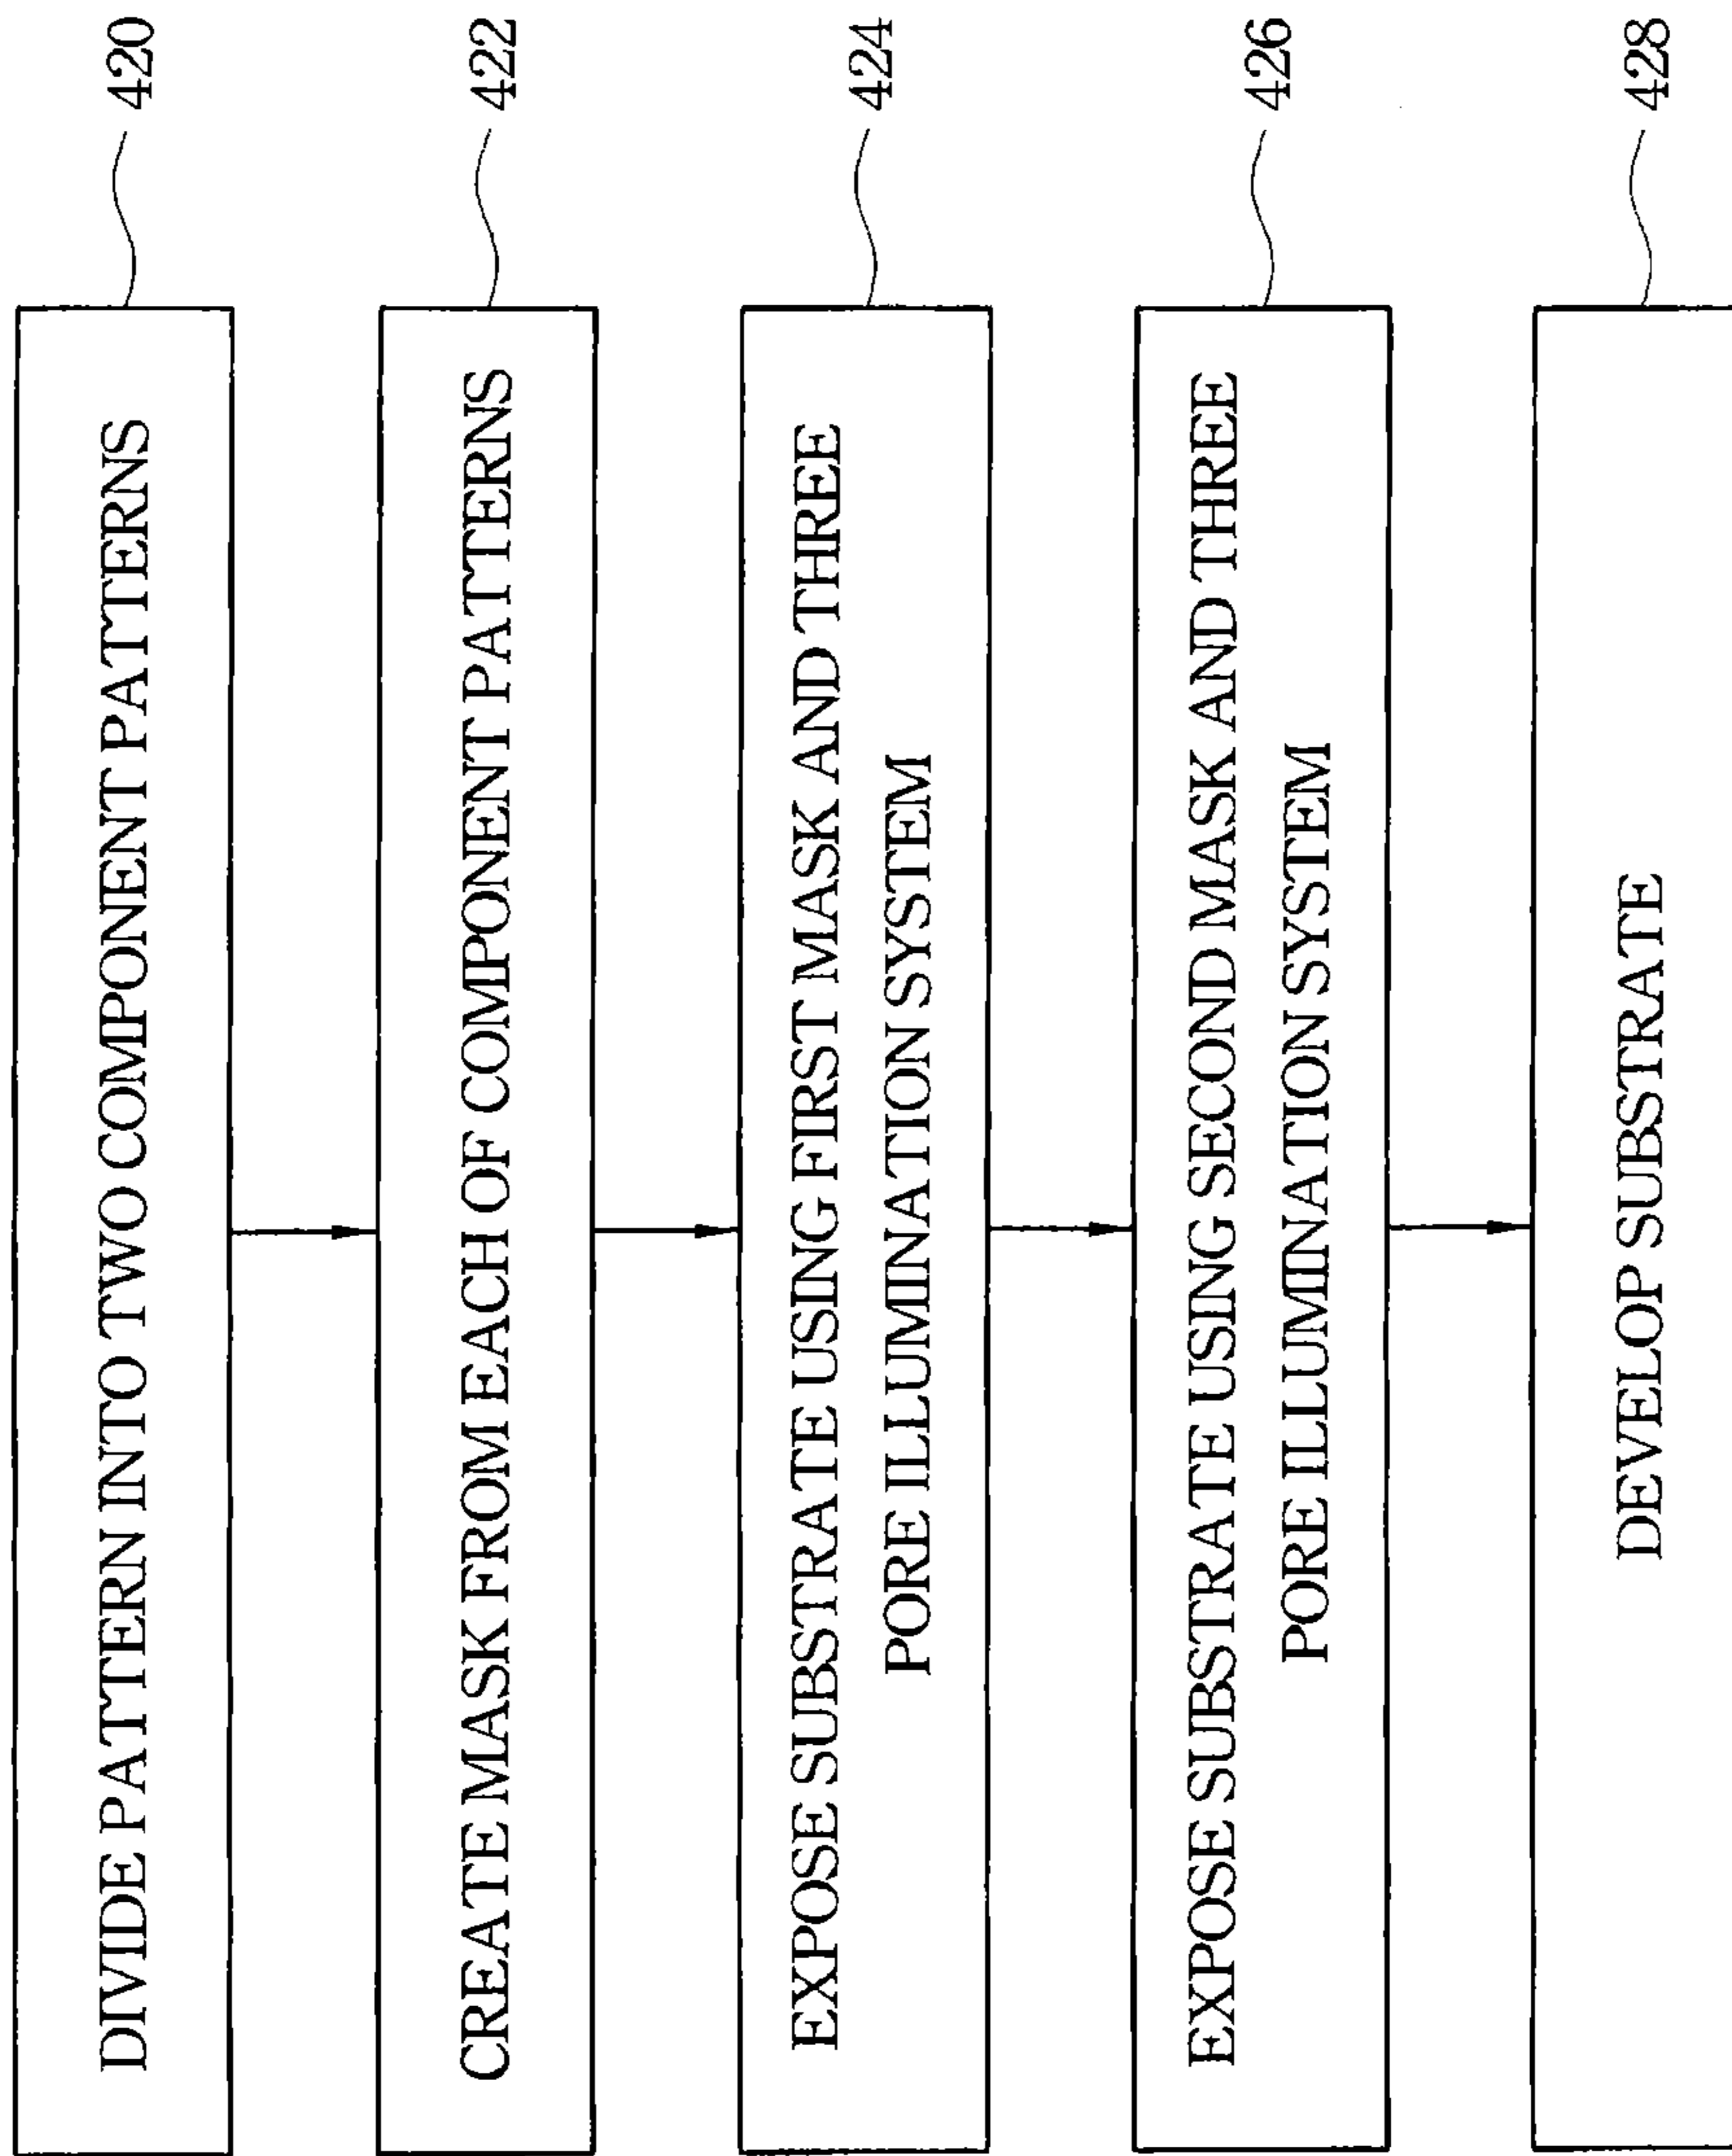 DIVIDE PATTERN INTO TWO COMPONENT PATTERNS
420
CREATE MASK FROM EACH OF COMPONENT PATTERNS
422
EXPOSE SUBSTRATE USING FIRST MASK AND THREE
PORE ILLUMINATION SYSTEM
424
EXPOSE SUBSTRATE USING SECOND MASK AND THREE
PORE ILLUMINATION SYSTEM
426
DEVELOP SUBSTRATE
428